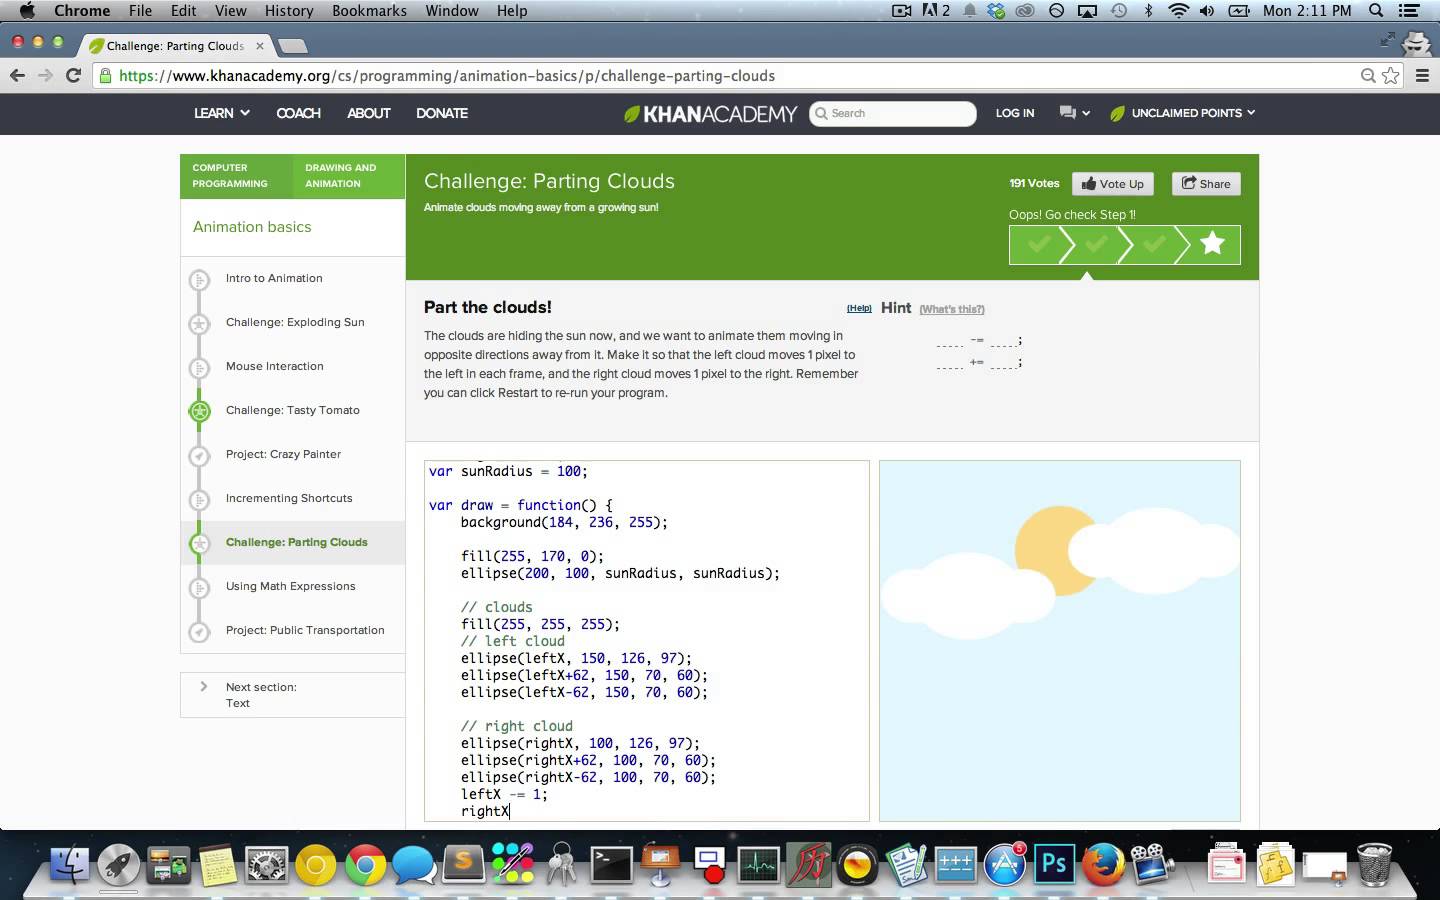 Chrome File Edit View History Bookmarks Window Help
2
Mon 2:11 PM
Challenge: Parting Clouds
https://www.khanacademy.org/cs/programming/animation-basics/p/challenge-parting-clouds
LEARN COACH ABOUT DONATE
KHANACADEMY
Search
LOG IN
UNCLAIMED POINTS
COMPUTER PROGRAMMING
DRAWING AND ANIMATION
Animation basics
Intro to Animation
Challenge: Exploding Sun
Mouse Interaction
Challenge: Tasty Tomato
Project: Crazy Painter
Incrementing Shortcuts
Challenge: Parting Clouds
Using Math Expressions
Project: Public Transportation
Next section:
Text
Challenge: Parting Clouds
Animate clouds moving away from a growing sun!
191 Votes
Vote Up
Share
Oops! Go check Step 1!
Part the clouds!
(Help)
The clouds are hiding the sun now, and we want to animate them moving in
opposite directions away from it. Make it so that the left cloud moves 1 pixel to
the left in each frame, and the right cloud moves 1 pixel to the right. Remember
you can click Restart to re-run your program.
Hint (What's this?)
_____ -= _____;
_____ += _____;
var sunRadius = 100;
var draw = function() {
background(184, 236, 255);
fill(255, 170, 0);
ellipse(200, 100, sunRadius, sunRadius);
// clouds
fill(255, 255, 255);
// left cloud
ellipse(leftX, 150, 126, 97);
ellipse(leftX+62, 150, 70, 60);
ellipse(leftX-62, 150, 70, 60);
// right cloud
ellipse(rightX, 100, 126, 97);
ellipse(rightX+62, 100, 70, 60);
ellipse(rightX-62, 100, 70, 60);
leftX -= 1;
rightX
S
历
5
Ps